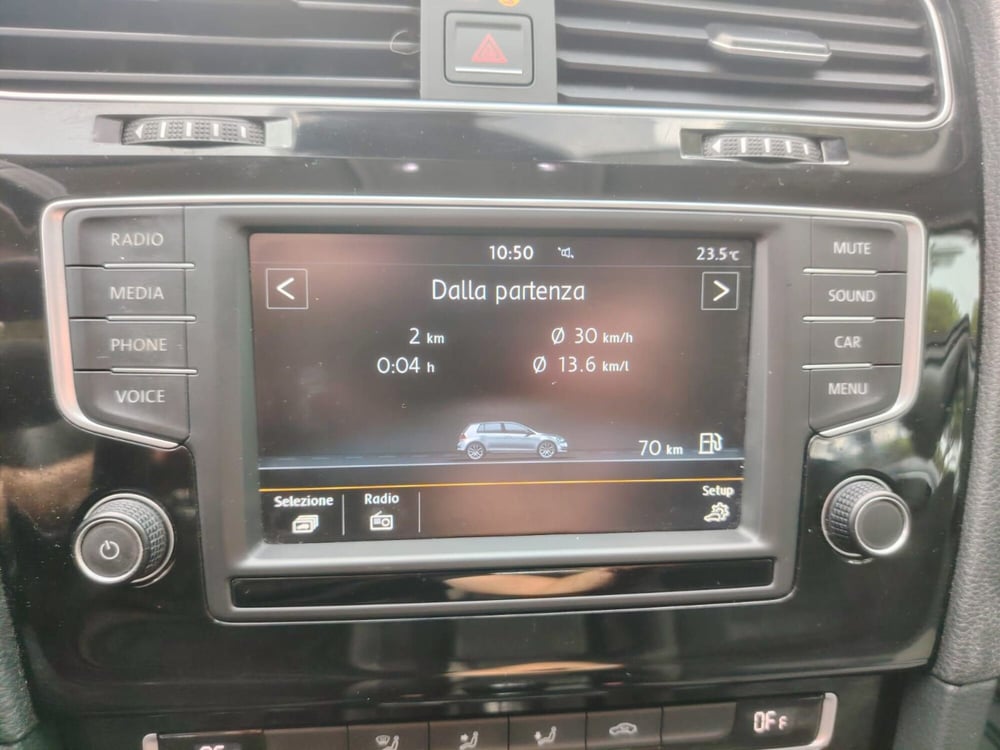 RADIO
MEDIA
PHONE
VOICE
10:50 23.5°C
< Dalla partenza >
2 km Ø 30 km/h
0:04 h Ø 13.6 km/l
70 km
Selezione Radio Setup
MUTE
SOUND
CAR
MENU
OFF